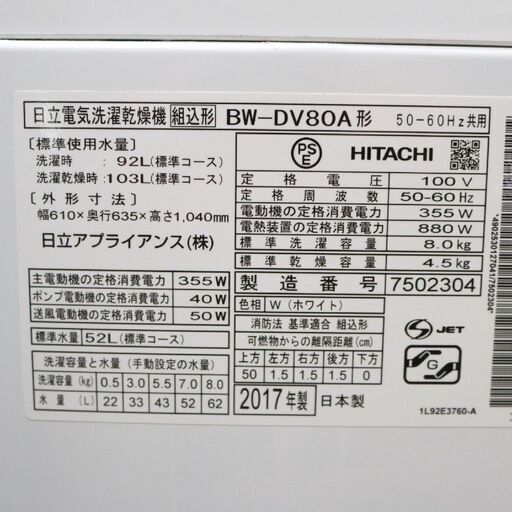 日立電気洗濯乾燥機 組込形 BW-DV80A形 50-60Hz共用
[標準使用水量]
洗濯時 : 92L(標準コース)
洗濯乾燥時:103L(標準コース)
[外形寸法]
幅610×奥行635×高さ1,040mm
日立アプライアンス(株)
主電動機の定格消費電力 355W
ポンプ電動機の定格消費電力 40W
送風電動機の定格消費電力 50W
標準水量 52L(標準コース)
洗濯容量と水量 (手動設定の水量)
洗濯容量(kg) 0.5 3.0 5.5 7.0 8.0
水量(L) 22 33 43 52 62
PSE HITACHI
定格電圧 100V
定格周波数 50-60Hz
電動機の定格消費電力 355W
電熱装置の定格消費電力 880W
標準洗濯容量 8.0kg
標準乾燥容量 4.5kg
製造番号 7502304
色相 W(ホワイト)
消防法 基準適合 組込形
可燃物からの離隔距離(cm)
上方 左方 右方 後方 下方
50 1.5 1.5 1.5 0
2017年製 日本製
S JET
G
1L92E3760-A
*49025301270417502304*